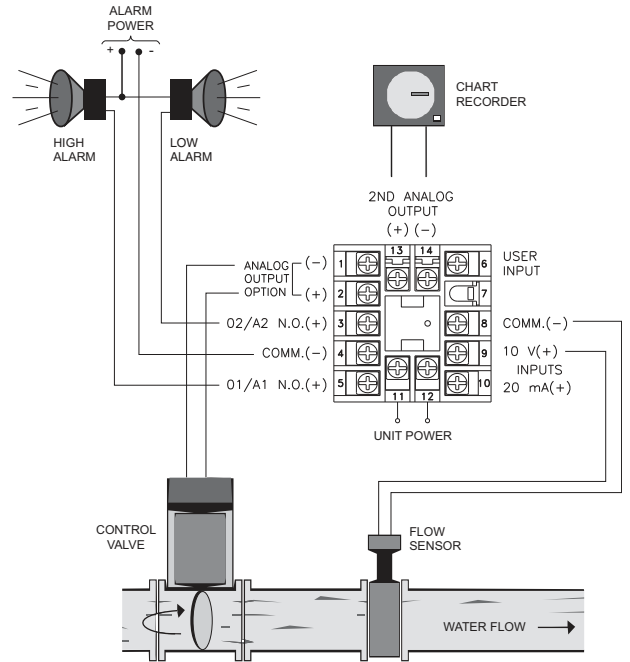 ALARM
POWER
+ -
HIGH
ALARM
LOW
ALARM
CHART
RECORDER
2ND ANALOG
OUTPUT
(+) (-)
13 14
ANALOG
OUTPUT
OPTION
(-)
(+)
1
2
3
4
5
6
7
8
9
10
USER
INPUT
O2/A2 N.O.(+)
COMM.(-)
O1/A1 N.O.(+)
COMM.(-)
10 V(+)
INPUTS
20 mA(+)
11 12
UNIT POWER
CONTROL
VALVE
FLOW
SENSOR
WATER FLOW